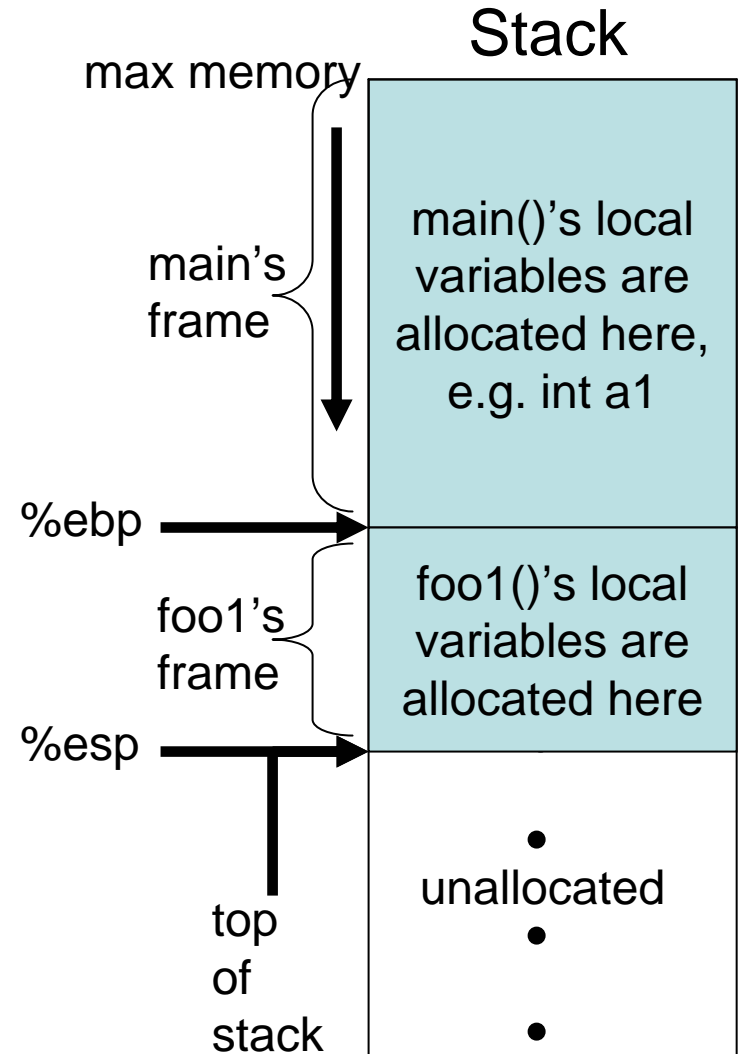 Stack
max memory
main()’s local
variables are
allocated here,
e.g. int a1
main’s
frame
%ebp
foo1’s
frame
foo1()’s local
variables are
allocated here
%esp
•
unallocated
•
•
top
of
stack